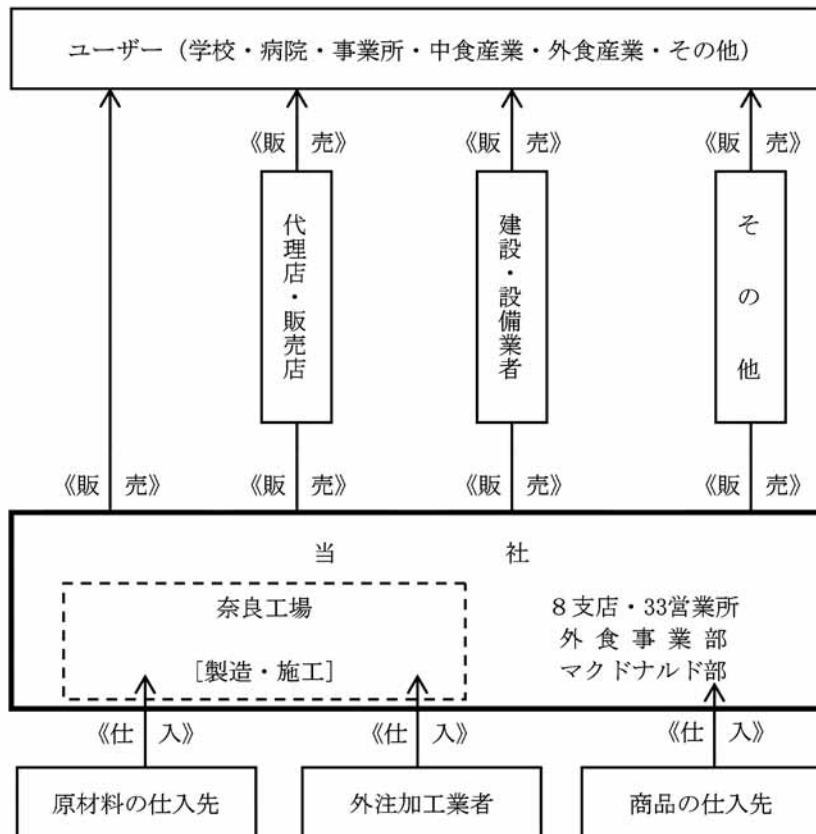 ユーザー（学校・病院・事業所・中食産業・外食産業・その他）
《販 売》 《販 売》 《販 売》
代理店・販売店
建設・設備業者
その他
《販 売》 《販 売》 《販 売》 《販 売》
当 社
奈良工場
[製造・施工]
８支店・33営業所
外食事業部
マクドナルド部
《仕 入》 《仕 入》 《仕 入》
原材料の仕入先
外注加工業者
商品の仕入先